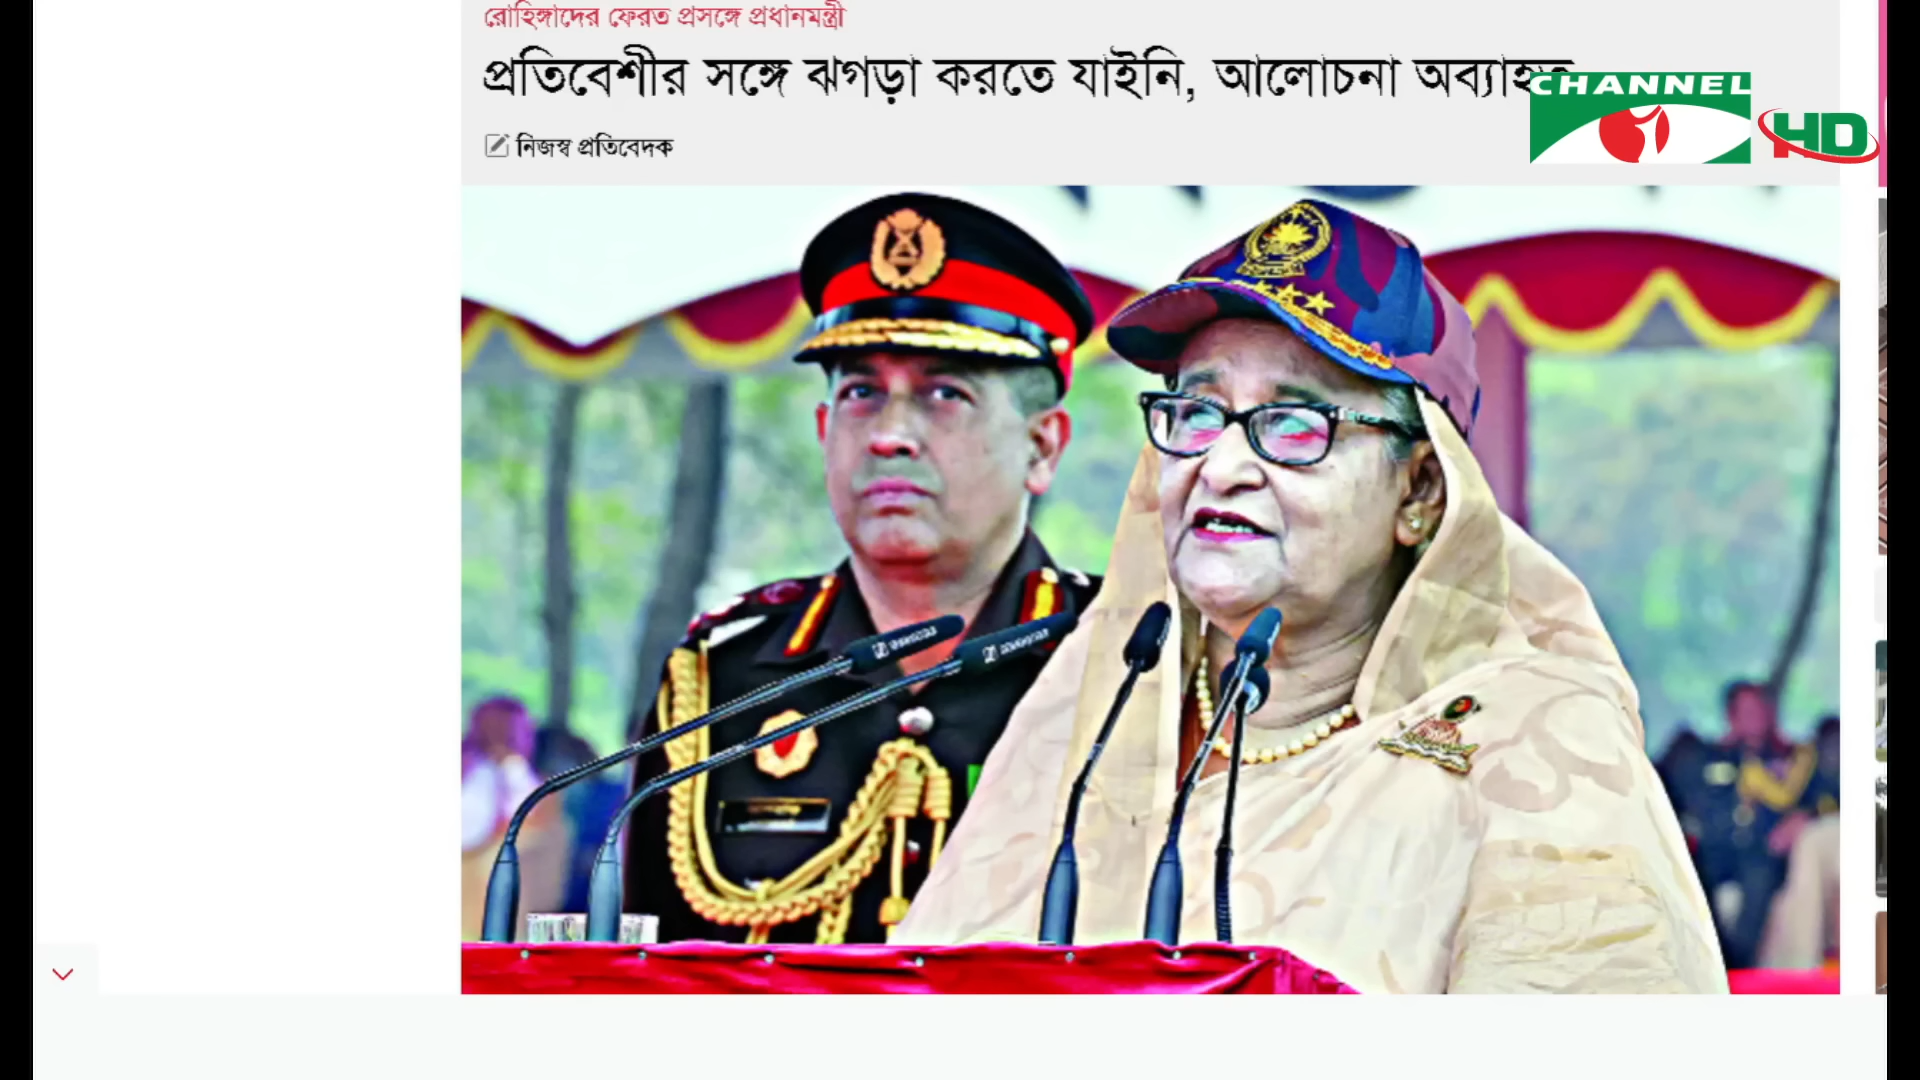 রোহিঙ্গাদের ফেরত প্রসঙ্গে প্রধানমন্ত্রী
প্রতিবেশীর সঙ্গে ঝগড়া করতে যাইনি, আলোচনা অব্যাহত
CHANNEL
HD
নিজস্ব প্রতিবেদক